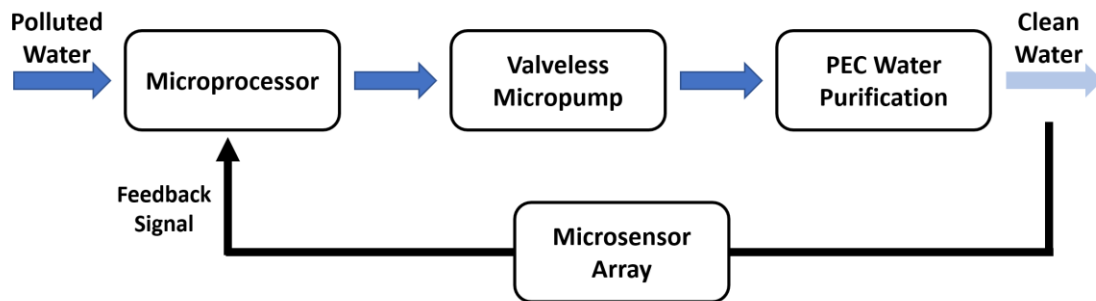 Polluted
Water
Microprocessor
Valveless
Micropump
PEC Water
Purification
Clean
Water
Feedback
Signal
Microsensor
Array